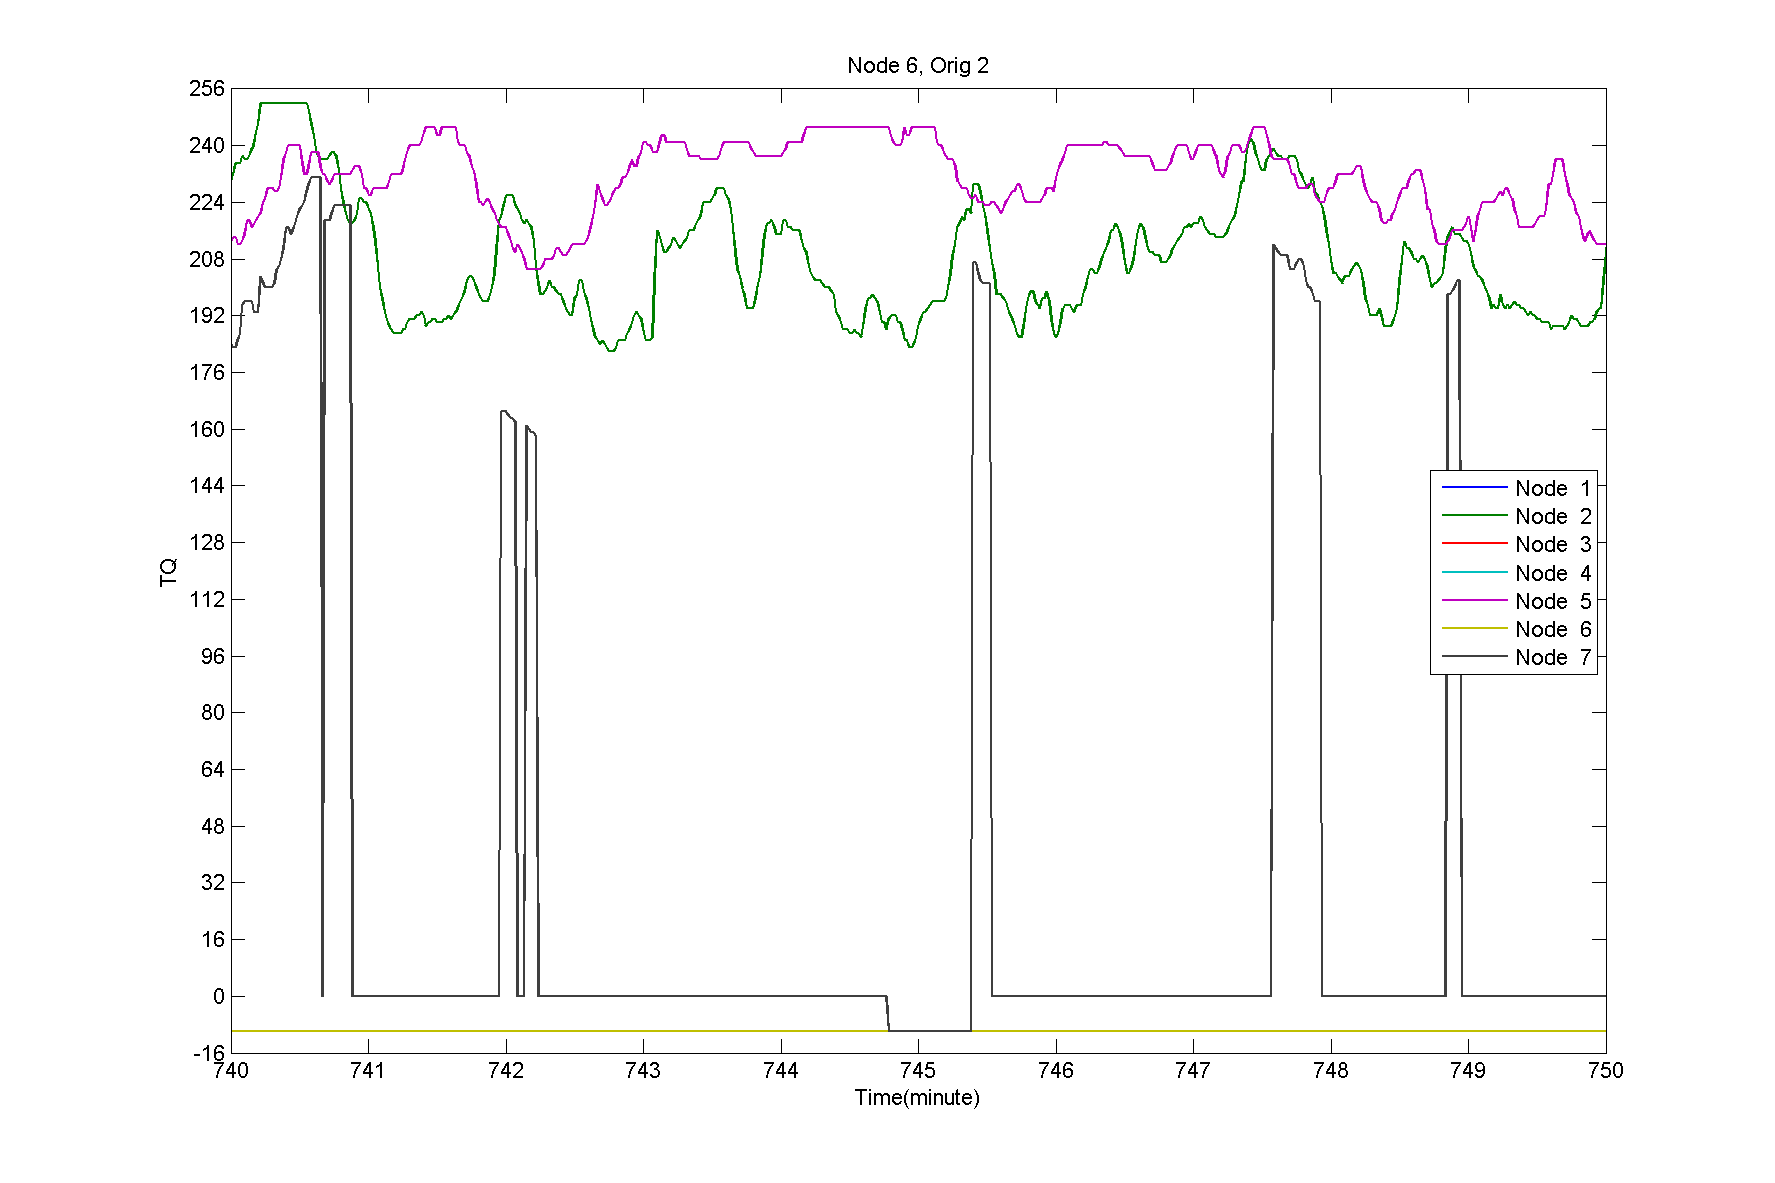 Node 6, Orig 2
256
240
224
208
192
176
160
144
128
112
96
80
64
48
32
16
0
-16
TQ
Node 1
Node 2
Node 3
Node 4
Node 5
Node 6
Node 7
740 741 742 743 744 745 746 747 748 749 750
Time(minute)